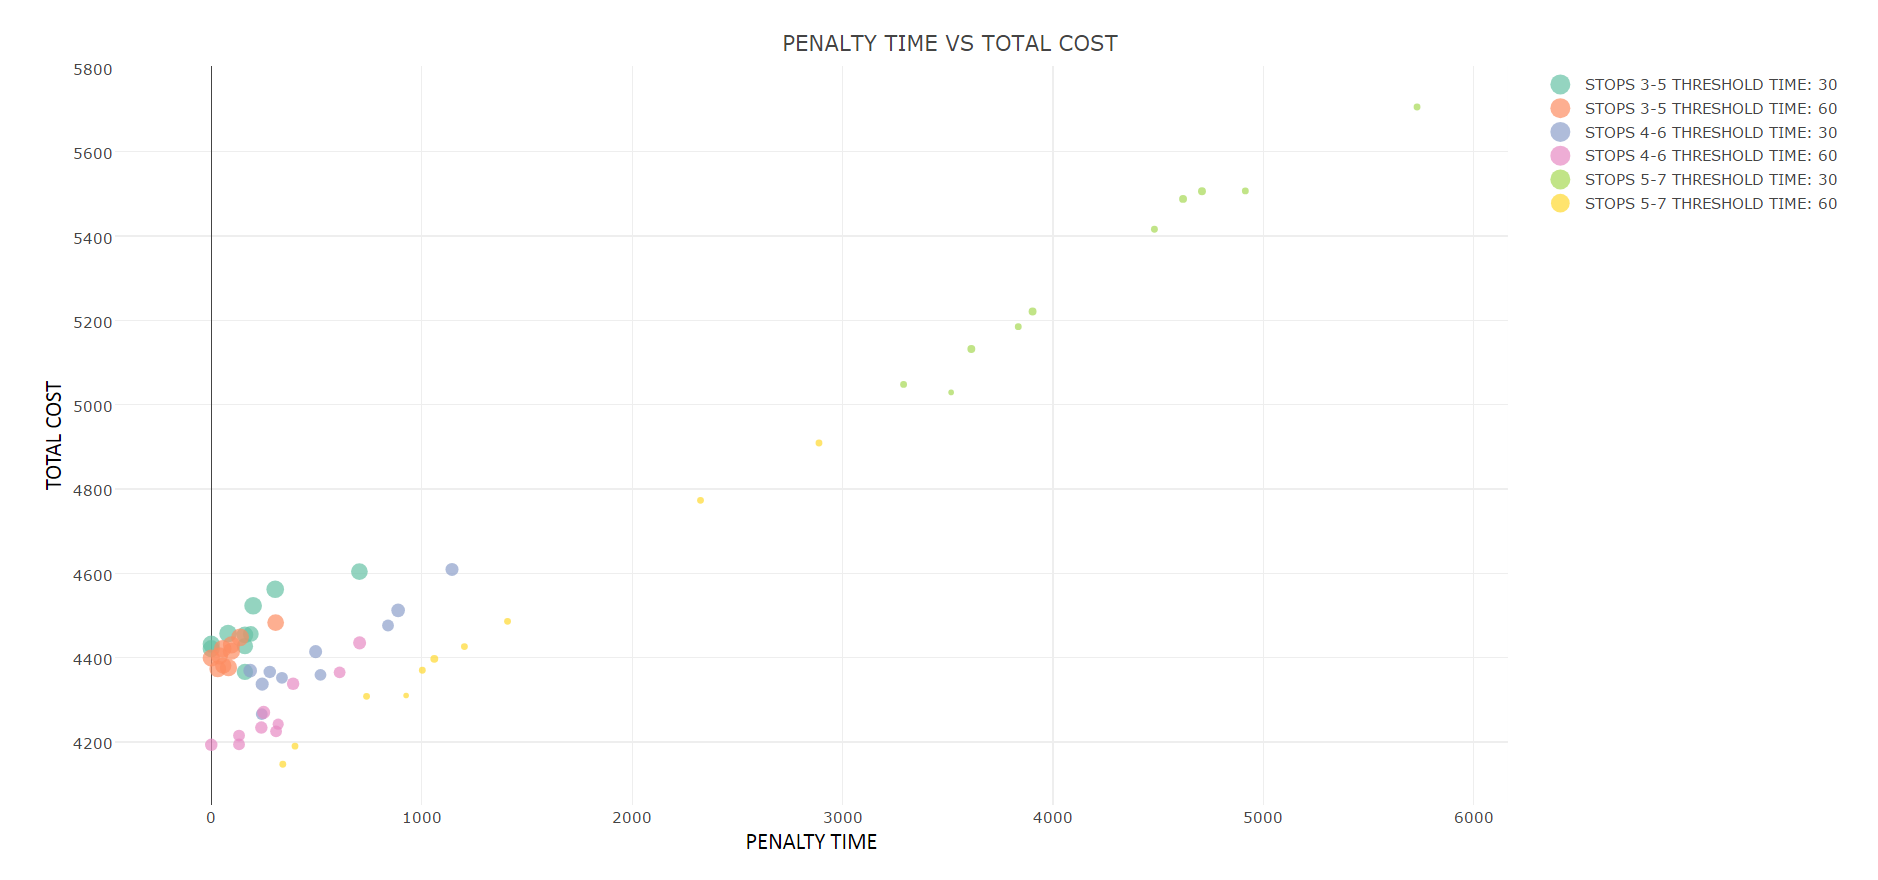 PENALTY TIME VS TOTAL COST
5800
5600
5400
5200
5000
4800
4600
4400
4200
TOTAL COST
0 1000 2000 3000 4000 5000 6000
PENALTY TIME
STOPS 3-5 THRESHOLD TIME: 30
STOPS 3-5 THRESHOLD TIME: 60
STOPS 4-6 THRESHOLD TIME: 30
STOPS 4-6 THRESHOLD TIME: 60
STOPS 5-7 THRESHOLD TIME: 30
STOPS 5-7 THRESHOLD TIME: 60